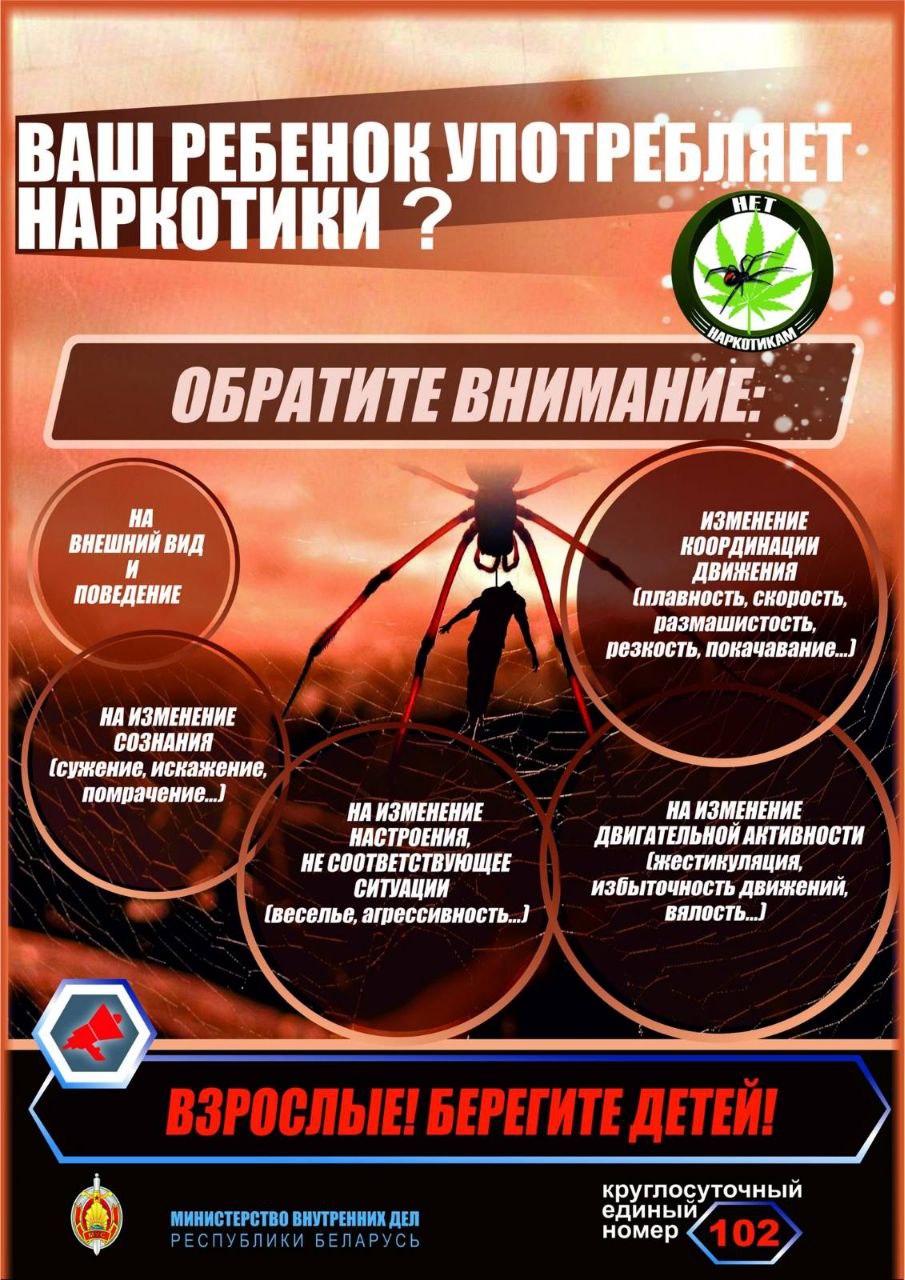 ВАШ РЕБЕНОК УПОТРЕБЛЯЕТ
НАРКОТИКИ ?
НЕТ
НАРКОТИКАМ
ОБРАТИТЕ ВНИМАНИЕ:
НА
ВНЕШНИЙ ВИД
И
ПОВЕДЕНИЕ
ИЗМЕНЕНИЕ
КООРДИНАЦИИ
ДВИЖЕНИЯ
(плавность, скорость,
размашистость,
резкость, покачавание...)
НА ИЗМЕНЕНИЕ
СОЗНАНИЯ
(сужение, искажение,
помрачение...)
НА ИЗМЕНЕНИЕ
НАСТРОЕНИЯ,
НЕ СООТВЕТСТВУЮЩЕЕ
СИТУАЦИИ
(веселье, агрессивность...)
НА ИЗМЕНЕНИЕ
ДВИГАТЕЛЬНОЙ АКТИВНОСТИ
(жестикуляция,
избыточность движений,
вялость...)
ВЗРОСЛЫЕ! БЕРЕГИТЕ ДЕТЕЙ!
МИНИСТЕРСТВО ВНУТРЕННИХ ДЕЛ
РЕСПУБЛИКИ БЕЛАРУСЬ
круглосуточный
единый
номер 102